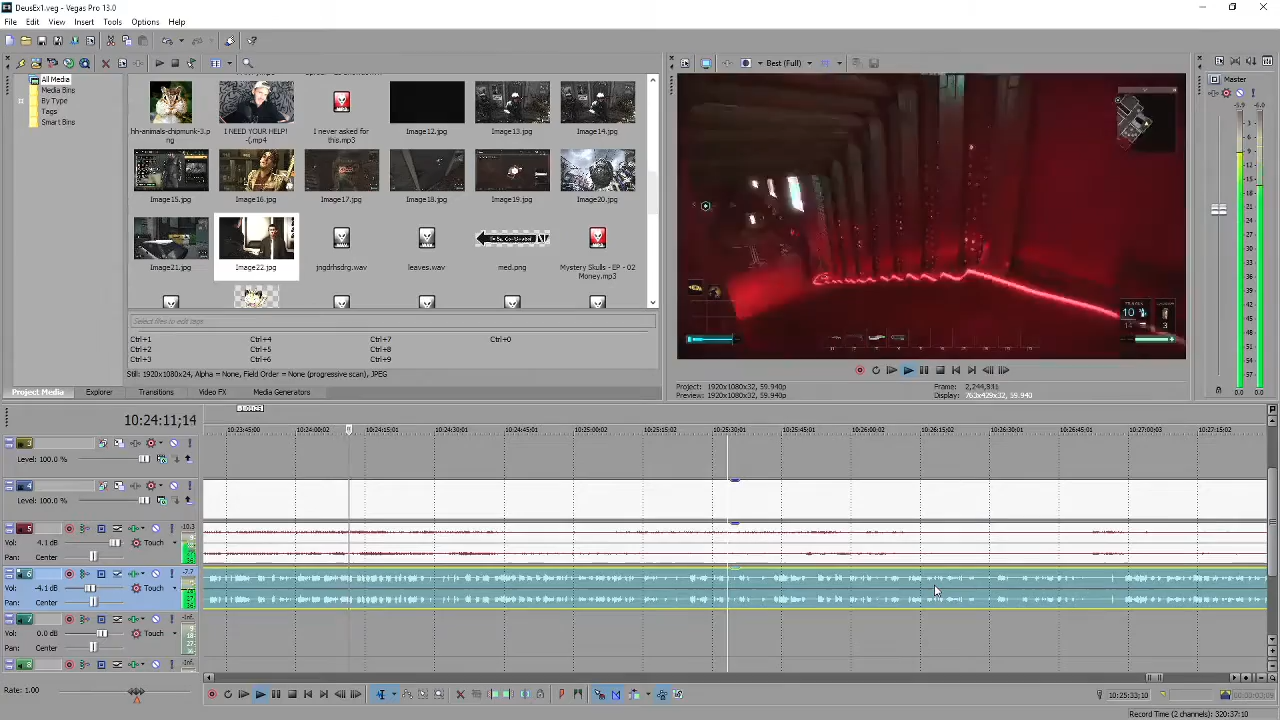 DeusEx1.veg - Vegas Pro 13.0
File Edit View Insert Tools Options Help
Best (Full)
Master
All Media
Media Bins
By Type
Tags
Smart Bins
hh-animals-chipmunk-3.p
ng
I NEED YOUR HELP!
-(.mp4
I never asked for
this.mp3
Image12.jpg
Image13.jpg
Image14.jpg
Image15.jpg
Image16.jpg
Image17.jpg
Image18.jpg
Image19.jpg
Image20.jpg
Image21.jpg
Image22.jpg
jngdrhsdrg.wav
leaves.wav
med.png
Mystery Skulls - EP - 02
Money.mp3
Select files to edit tags
Ctrl+1 Ctrl+4 Ctrl+7 Ctrl+0
Ctrl+2 Ctrl+5 Ctrl+8
Ctrl+3 Ctrl+6 Ctrl+9
Still: 1920x1080x24, Alpha = None, Field Order = None (progressive scan), JPEG
Project Media Explorer Transitions Video FX Media Generators
Project: 1920x1080x32, 59.940p
Preview: 1920x1080x32, 59.940p
Frame: 2,244,831
Display: 763x429x32, 59.940
10:24:11;14
10:23:45;00 10:24:00;02 10:24:15;01 10:24:30;01 10:24:45;01 10:25:00;02 10:25:15;02 10:25:30;01 10:25:45;01 10:26:00;02 10:26:15;02 10:26:30;01 10:26:45;01 10:27:00;03 10:27:15;02
3
Level: 100.0 %
4
Level: 100.0 %
5
Vol: -4.1 dB Touch
Pan: Center
6
Vol: -4.1 dB Touch
Pan: Center
7
Vol: 0.0 dB Touch
Pan: Center
8
Rate: 1.00
10:25:33;10
Record Time (2 channels): 320:37:10